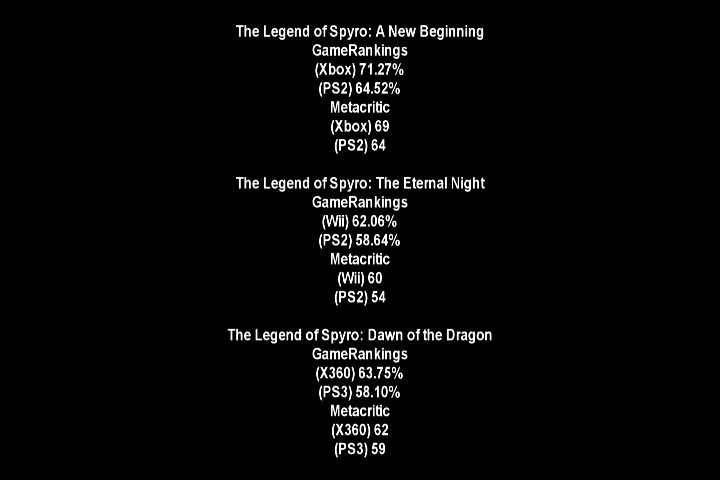 The Legend of Spyro: A New Beginning
GameRankings
(Xbox) 71.27%
(PS2) 64.52%
Metacritic
(Xbox) 69
(PS2) 64
The Legend of Spyro: The Eternal Night
GameRankings
(Wii) 62.06%
(PS2) 58.64%
Metacritic
(Wii) 60
(PS2) 54
The Legend of Spyro: Dawn of the Dragon
GameRankings
(X360) 63.75%
(PS3) 58.10%
Metacritic
(X360) 62
(PS3) 59